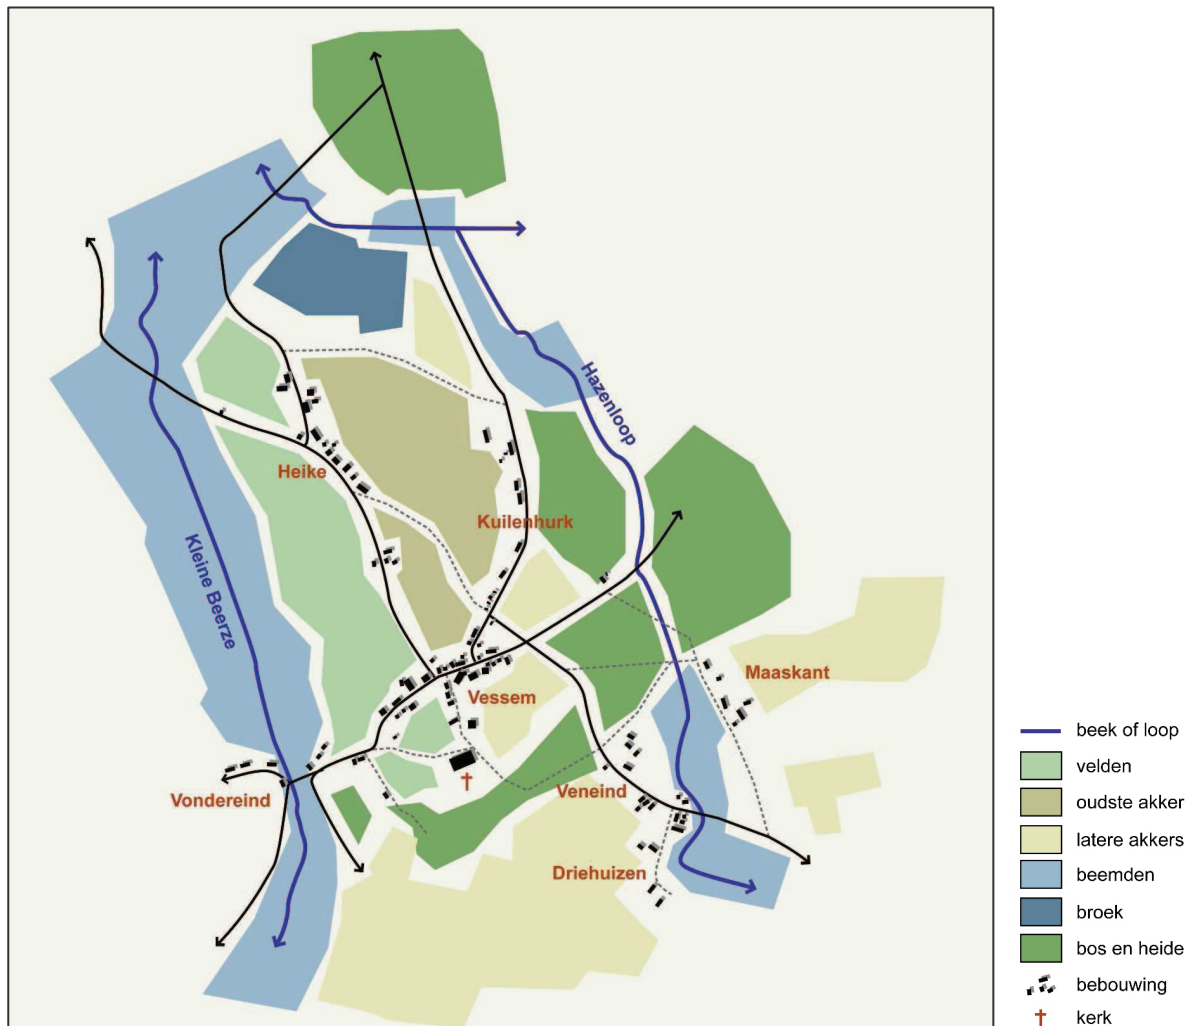 Hazenloop
Heike
Kuilenhurk
Kleine Beerze
Maaskant
Vessem
Vondereind
Veneind
Driehuizen
beek of loop
velden
oudste akker
latere akkers
beemden
broek
bos en heide
bebouwing
kerk